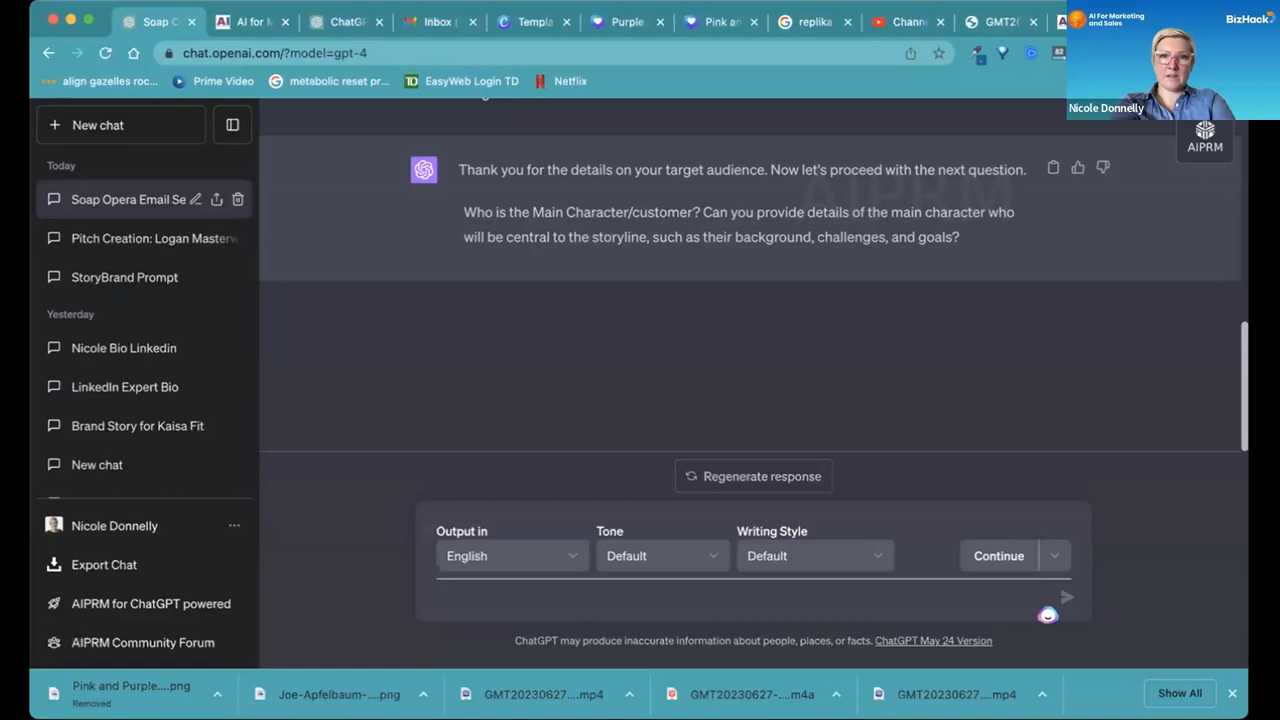 Soap C
AI for M
ChatGP
Inbox (
Templa
Purple
Pink an
replika
Chann
GMT20
chat.openai.com/?model=gpt-4
82
align gazelles roc...
Prime Video
metabolic reset pr...
EasyWeb Login TD
Netflix
AI For Marketing
and Sales
BizHack
Nicole Donnelly
AIPRM
New chat
Today
Soap Opera Email Se
Pitch Creation: Logan Masterw
StoryBrand Prompt
Yesterday
Nicole Bio Linkedin
LinkedIn Expert Bio
Brand Story for Kaisa Fit
New chat
Nicole Donnelly
Export Chat
AIPRM for ChatGPT powered
AIPRM Community Forum
Thank you for the details on your target audience. Now let's proceed with the next question.
Who is the Main Character/customer? Can you provide details of the main character who
will be central to the storyline, such as their background, challenges, and goals?
Regenerate response
Output in
Tone
Writing Style
English
Default
Default
Continue
ChatGPT may produce inaccurate information about people, places, or facts. ChatGPT May 24 Version
Pink and Purple....png
Removed
Joe-Apfelbaum-....png
GMT20230627....mp4
GMT20230627-....m4a
GMT20230627....mp4
Show All